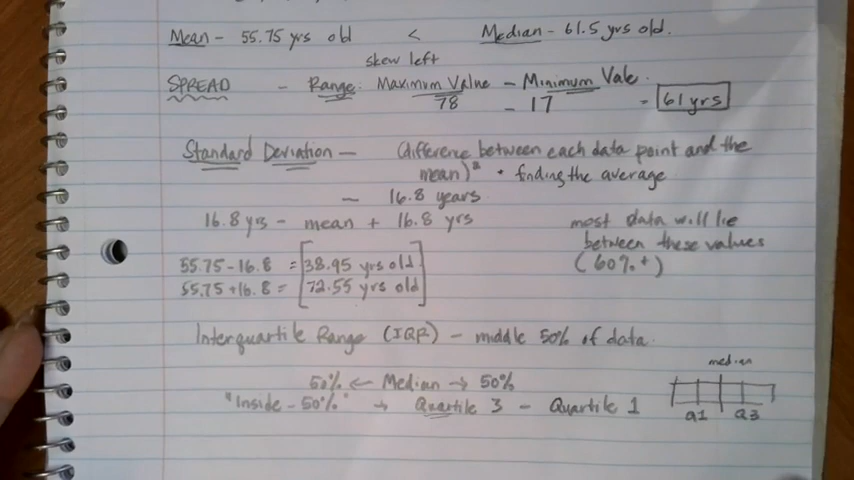 Mean - 55.75 yrs old < Median - 61.5 yrs old.
skew left
SPREAD - Range: Maximum Value - Minimum Vale.
78 - 17 = 61 yrs
Standard Deviation - (difference between each data point and the
mean)² • finding the average
- 16.8 years
16.8 yrs - mean + 16.8 yrs
most data will lie
between these values
(60% +)
55.75 - 16.8 = 38.95 yrs old
55.75 + 16.8 = 72.55 yrs old
Interquartile Range (IQR) - middle 50% of data.
median
50% ← Median → 50%
"Inside - 50%" → Quartile 3 - Quartile 1
Q1 Q3